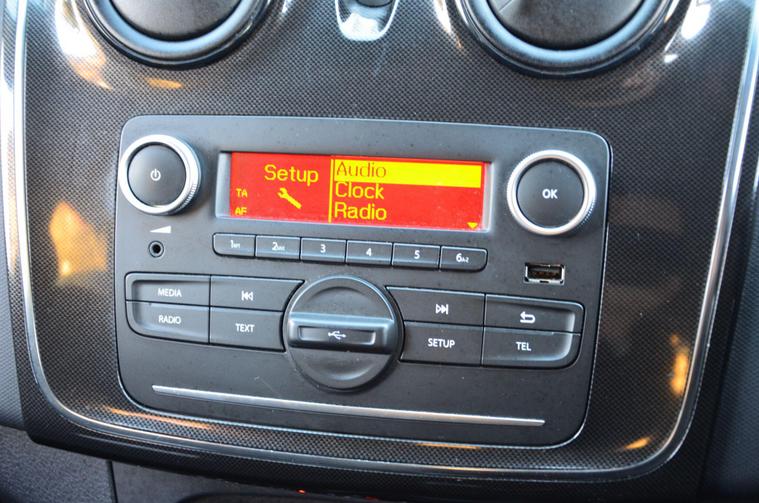 Setup
TA
AF
Audio
Clock
Radio
OK
1 2 3 4 5 6
MEDIA
RADIO
TEXT
SETUP
TEL